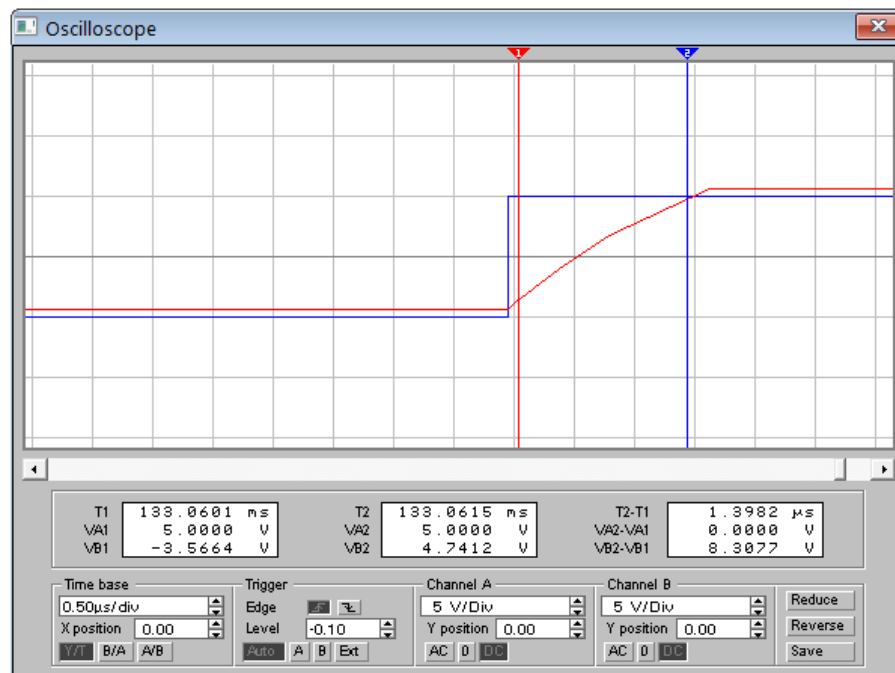 Oscilloscope
1 2
T1 133.0601 ms T2 133.0615 ms T2-T1 1.3982 µs
VA1 5.0000 V VA2 5.0000 V VA2-VA1 0.0000 V
VB1 -3.5664 V VB2 4.7412 V VB2-VB1 8.3077 V
Time base Trigger Channel A Channel B
0.50µs/div Edge 5 V/Div 5 V/Div Reduce
X position 0.00 Level -0.10 Y position 0.00 Y position 0.00 Reverse
Y/T B/A A/B Auto A B Ext AC 0 DC AC 0 DC Save